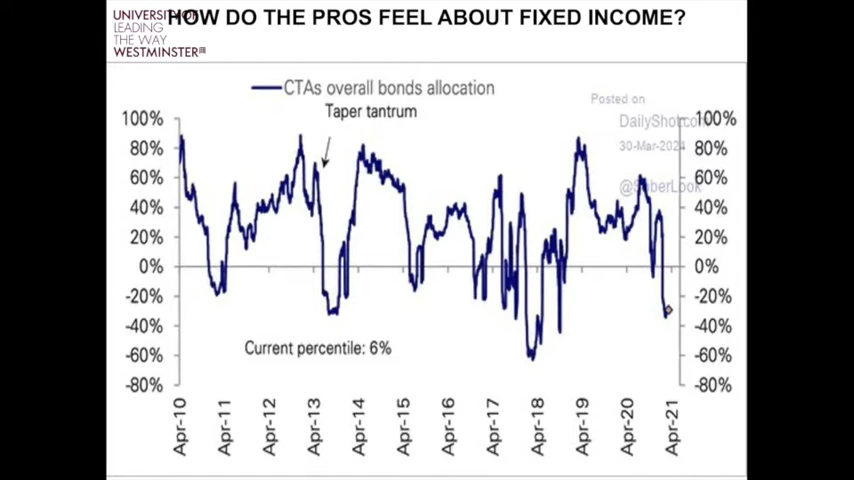 HOW DO THE PROS FEEL ABOUT FIXED INCOME?
UNIVERSITY OF
LEADING
THE WAY
WESTMINSTER
CTAs overall bonds allocation
Taper tantrum
Posted on
DailyShot.com
30-Mar-2021
@SoberLook
100%
80%
60%
40%
20%
0%
-20%
-40%
-60%
-80%
100%
80%
60%
40%
20%
0%
-20%
-40%
-60%
-80%
Current percentile: 6%
Apr-10
Apr-11
Apr-12
Apr-13
Apr-14
Apr-15
Apr-16
Apr-17
Apr-18
Apr-19
Apr-20
Apr-21